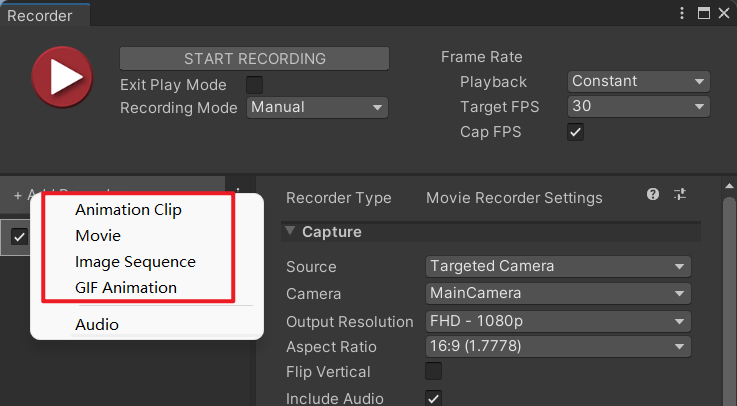 Recorder
START RECORDING
Exit Play Mode
Recording Mode Manual
Frame Rate
Playback Constant
Target FPS 30
Cap FPS
+
Animation Clip
Movie
Image Sequence
GIF Animation
Audio
Recorder Type Movie Recorder Settings
Capture
Source Targeted Camera
Camera MainCamera
Output Resolution FHD - 1080p
Aspect Ratio 16:9 (1.7778)
Flip Vertical
Include Audio